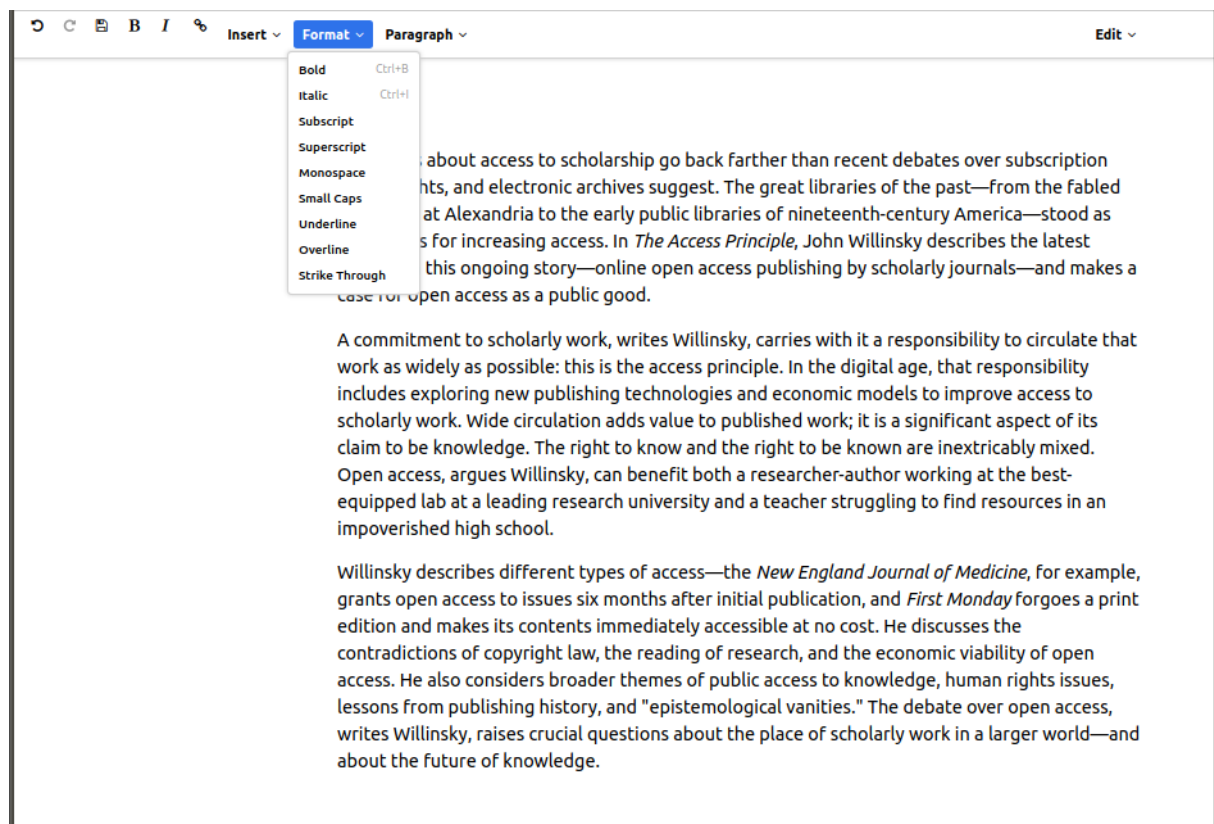 B I Insert Format Paragraph Edit
Bold Ctrl+B
Italic Ctrl+I
Subscript
Superscript
Monospace
Small Caps
Underline
Overline
Strike Through
about access to scholarship go back farther than recent debates over subscription
and electronic archives suggest. The great libraries of the past—from the fabled
at Alexandria to the early public libraries of nineteenth-century America—stood as
for increasing access. In The Access Principle, John Willinsky describes the latest
this ongoing story—online open access publishing by scholarly journals—and makes a
case for open access as a public good.
A commitment to scholarly work, writes Willinsky, carries with it a responsibility to circulate that
work as widely as possible: this is the access principle. In the digital age, that responsibility
includes exploring new publishing technologies and economic models to improve access to
scholarly work. Wide circulation adds value to published work; it is a significant aspect of its
claim to be knowledge. The right to know and the right to be known are inextricably mixed.
Open access, argues Willinsky, can benefit both a researcher-author working at the best-
equipped lab at a leading research university and a teacher struggling to find resources in an
impoverished high school.
Willinsky describes different types of access—the New England Journal of Medicine, for example,
grants open access to issues six months after initial publication, and First Monday forgoes a print
edition and makes its contents immediately accessible at no cost. He discusses the
contradictions of copyright law, the reading of research, and the economic viability of open
access. He also considers broader themes of public access to knowledge, human rights issues,
lessons from publishing history, and "epistemological vanities." The debate over open access,
writes Willinsky, raises crucial questions about the place of scholarly work in a larger world—and
about the future of knowledge.